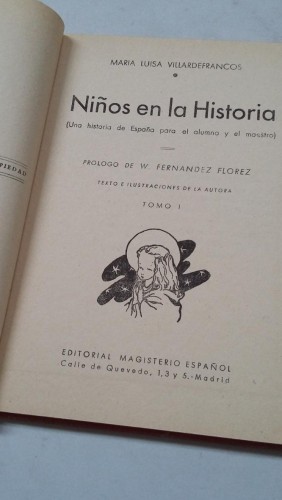 PIEDAD
MARIA LUISA VILLARDEFRANCOS
Niños en la Historia
(Una historia de España para el alumno y el maestro)
PROLOGO DE W. FERNANDEZ FLOREZ
TEXTO E ILUSTRACIONES DE LA AUTORA
TOMO I
EDITORIAL MAGISTERIO ESPAÑOL
Calle de Quevedo, 1, 3 y 5.-Madrid